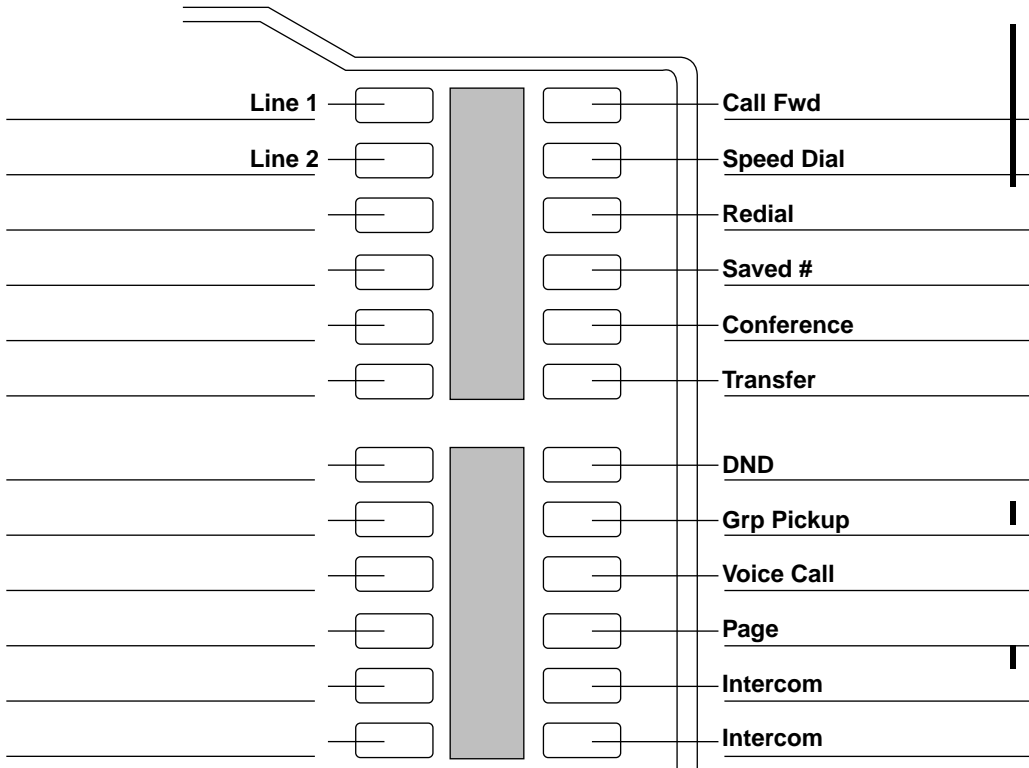 Line 1 Call Fwd
Line 2 Speed Dial
Redial
Saved #
Conference
Transfer
DND
Grp Pickup
Voice Call
Page
Intercom
Intercom